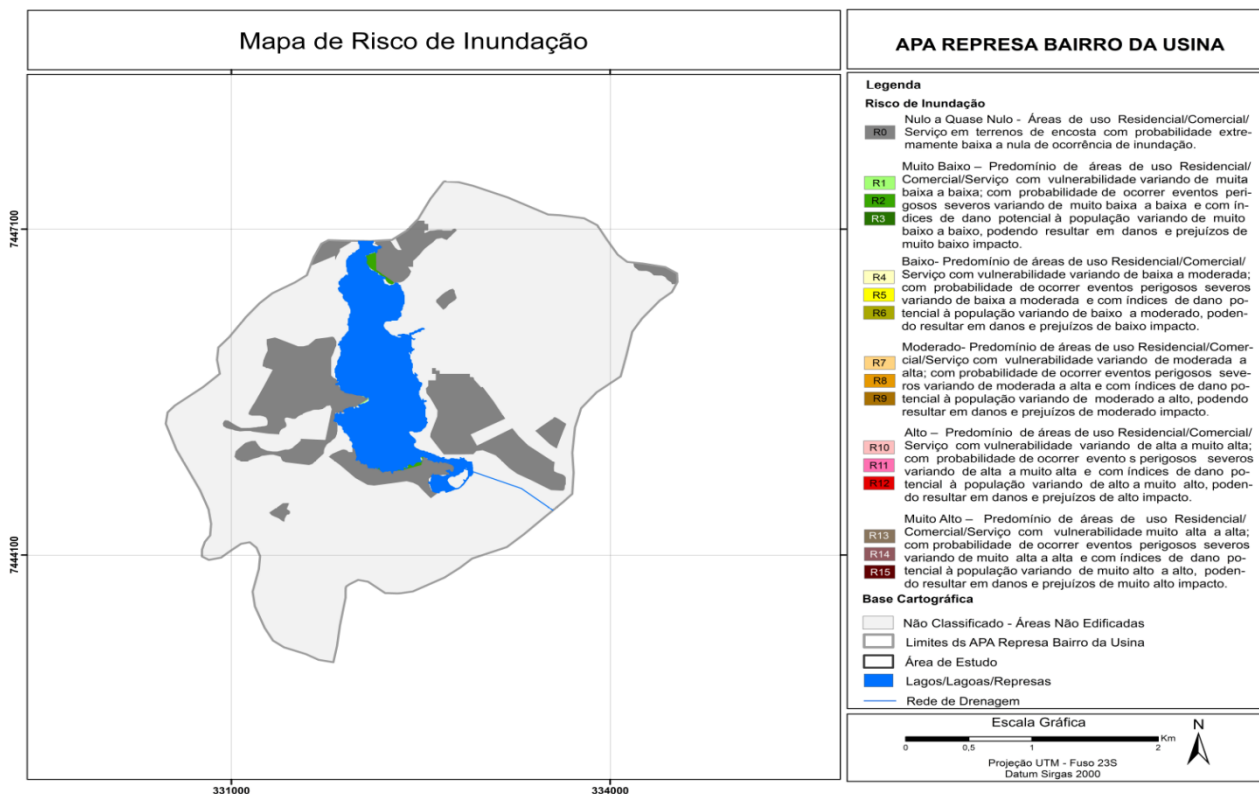 Mapa de Risco de Inundação
APA REPRESA BAIRRO DA USINA
7447100
7444100
331000
334000
Legenda
Risco de Inundação
R0
Nulo a Quase Nulo - Áreas de uso Residencial/Comercial/
Serviço em terrenos de encosta com probabilidade extre-
mamente baixa a nula de ocorrência de inundação.
R1
R2
R3
Muito Baixo – Predomínio de áreas de uso Residencial/
Comercial/Serviço com vulnerabilidade variando de muita
baixa a baixa; com probabilidade de ocorrer eventos peri-
gosos severos variando de muito baixa a baixa e com ín-
dices de dano potencial à população variando de muito
baixo a baixo, podendo resultar em danos e prejuízos de
muito baixo impacto.
R4
R5
R6
Baixo- Predomínio de áreas de uso Residencial/Comercial/
Serviço com vulnerabilidade variando de baixa a moderada;
com probabilidade de ocorrer eventos perigosos severos
variando de baixa a moderada e com índices de dano po-
tencial à população variando de baixo a moderado, poden-
do resultar em danos e prejuízos de baixo impacto.
R7
R8
R9
Moderado- Predomínio de áreas de uso Residencial/Comer-
cial/Serviço com vulnerabilidade variando de moderada a
alta; com probabilidade de ocorrer eventos perigosos seve-
ros variando de moderada a alta e com índices de dano po-
tencial à população variando de moderado a alto, podendo
resultar em danos e prejuízos de moderado impacto.
R10
R11
R12
Alto – Predomínio de áreas de uso Residencial/Comercial/
Serviço com vulnerabilidade variando de alta a muito alta;
com probabilidade de ocorrer evento s perigosos severos
variando de alta a muito alta e com índices de dano po-
tencial à população variando de alto a muito alto, poden-
do resultar em danos e prejuízos de alto impacto.
R13
R14
R15
Muito Alto – Predomínio de áreas de uso Residencial/
Comercial/Serviço com vulnerabilidade muito alta a alta;
com probabilidade de ocorrer eventos perigosos severos
variando de muito alta a alta e com índices de dano po-
tencial à população variando de muito alto a alto, poden-
do resultar em danos e prejuízos de muito alto impacto.
Base Cartográfica
Não Classificado - Áreas Não Edificadas
Limites ds APA Represa Bairro da Usina
Área de Estudo
Lagos/Lagoas/Represas
Rede de Drenagem
Escala Gráfica
N
Km
0 0,5 1 2
Projeção UTM - Fuso 23S
Datum Sirgas 2000